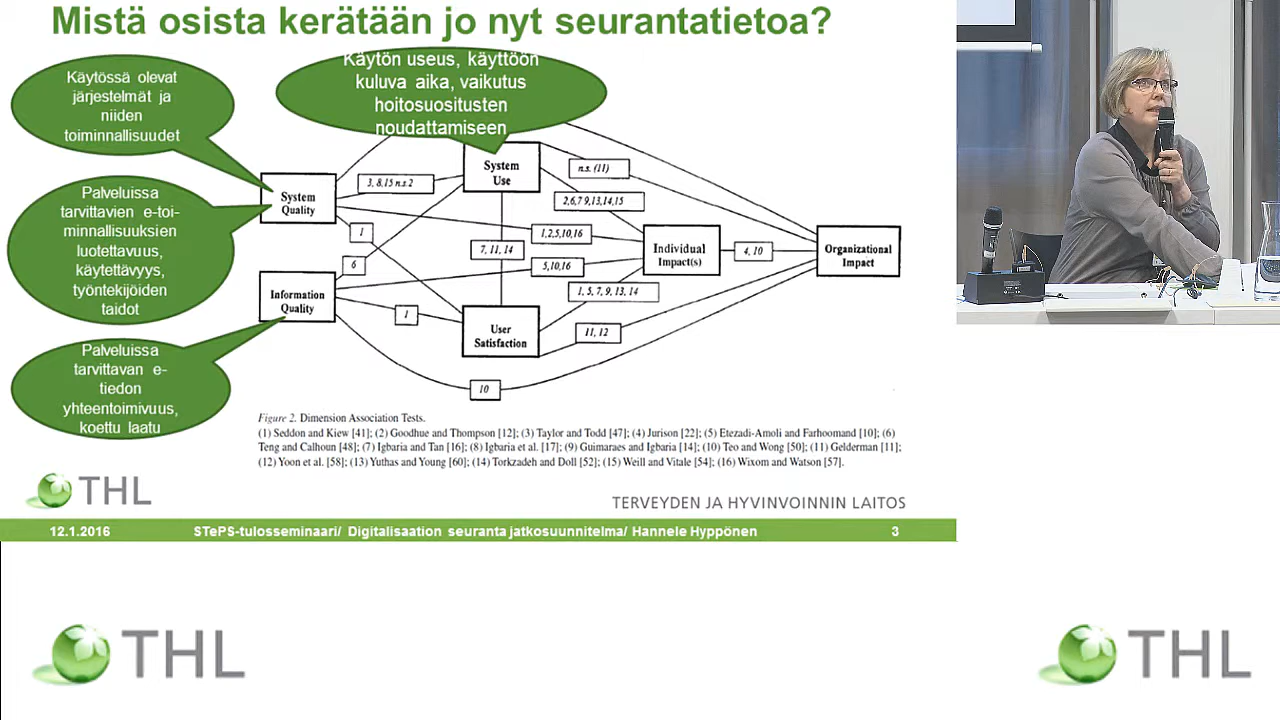 Mistä osista kerätään jo nyt seurantatietoa?
Käytössä olevat
järjestelmät ja
niiden
toiminnallisuudet
Käytön useus, käyttöön
kuluva aika, vaikutus
hoitosuositusten
noudattamiseen
Palveluissa
tarvittavien e-toi-
minnallisuuksien
luotettavuus,
käytettävyys,
työntekijöiden
taidot
Palveluissa
tarvittavan e-
tiedon
yhteentoimivuus,
koettu laatu
System
Quality
3, 8,15 n.s.2
System
Use
n.s. (11)
2,6,7 9,13,14,15
1
1,2,5,10,16
7, 11, 14
Individual
Impact(s)
4, 10
Organizational
Impact
6
5,10,16
Information
Quality
1, 5, 7, 9, 13, 14
1
User
Satisfaction
11, 12
10
Figure 2. Dimension Association Tests.
(1) Seddon and Kiew [41]; (2) Goodhue and Thompson [12]; (3) Taylor and Todd [47]; (4) Jurison [22]; (5) Etezadi-Amoli and Farhoomand [10]; (6)
Teng and Calhoun [48]; (7) Igbaria and Tan [16]; (8) Igbaria et al. [17]; (9) Guimaraes and Igbaria [14]; (10) Teo and Wong [50]; (11) Gelderman [11];
(12) Yoon et al. [58]; (13) Yuthas and Young [60]; (14) Torkzadeh and Doll [52]; (15) Weill and Vitale [54]; (16) Wixom and Watson [57].
THL
TERVEYDEN JA HYVINVOINNIN LAITOS
12.1.2016
STePS-tulosseminaari/ Digitalisaation seuranta jatkosuunnitelma/ Hannele Hyppönen
3
THL
THL